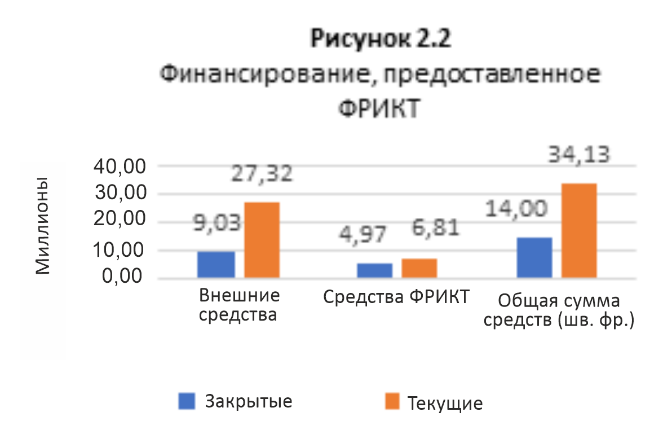 Рисунок 2.2
Финансирование, предоставленное
ФРИКТ
Миллионы
40,00
30,00
20,00
10,00
0,00
9,03
27,32
4,97
6,81
14,00
34,13
Внешние
средства
Средства ФРИКТ
Общая сумма
средств (шв. фр.)
Закрытые
Текущие